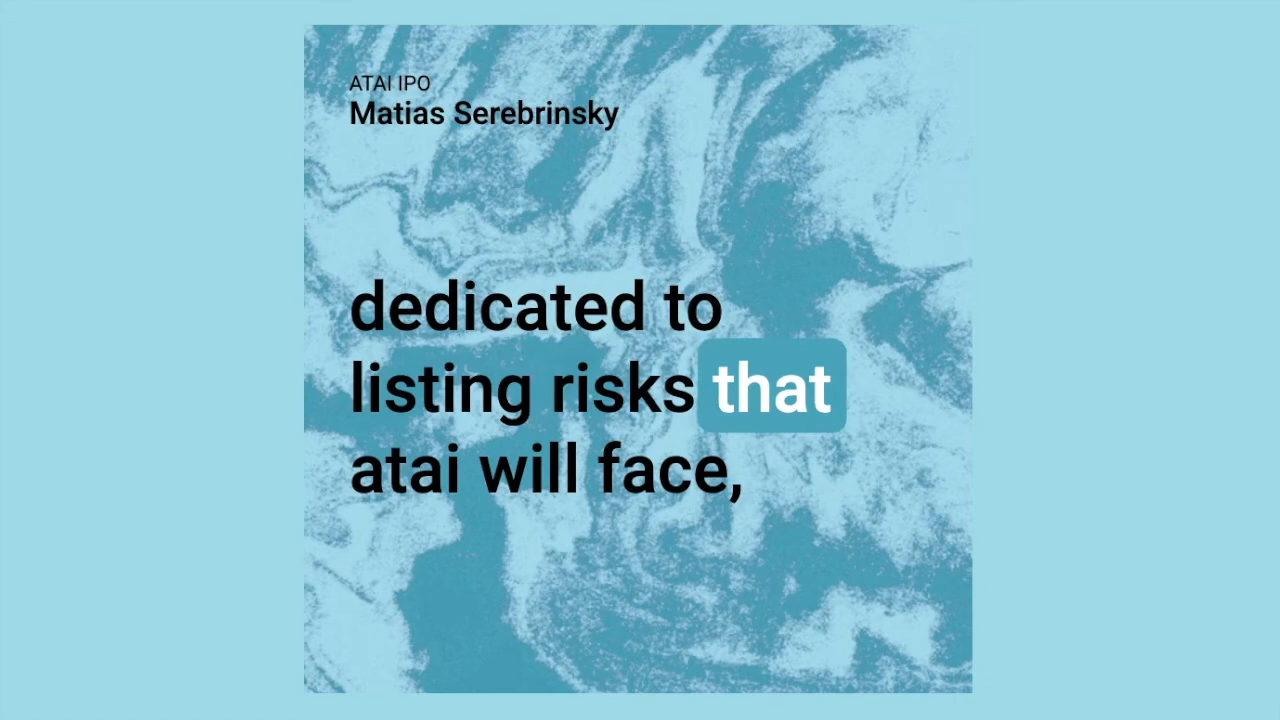 ATAI IPO
Matias Serebrinsky
dedicated to
listing risks that
atai will face,